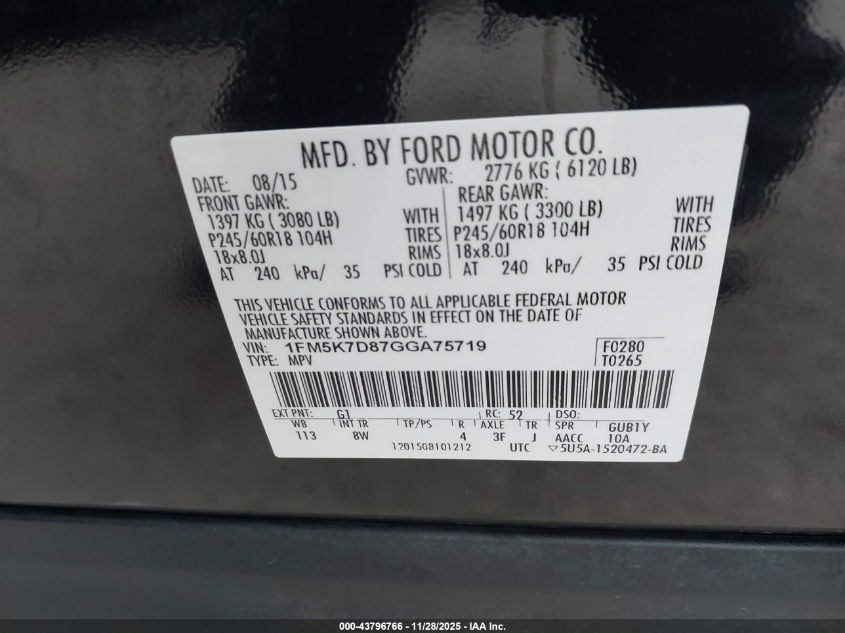 MFD. BY FORD MOTOR CO.
DATE: 08/15 GVWR: 2776 KG ( 6120 LB)
FRONT GAWR: REAR GAWR:
1397 KG ( 3080 LB) WITH 1497 KG ( 3300 LB) WITH
P245/60R18 104H TIRES P245/60R18 104H TIRES
18x8.0J RIMS 18x8.0J RIMS
AT 240 kPa/ 35 PSI COLD AT 240 kPa/ 35 PSI COLD
THIS VEHICLE CONFORMS TO ALL APPLICABLE FEDERAL MOTOR
VEHICLE SAFETY STANDARDS IN EFFECT ON THE DATE OF
MANUFACTURE SHOWN ABOVE.
VIN: 1FM5K7D87GGA75719 F0280
TYPE: MPV T0265
EXT PNT: G1 RC: 52 DSO:
WB INT TR TP/PS R AXLE TR SPR GUB1Y
113 8W 4 3F J AACC 10A
1201508101212 UTC ▽5U5A-1520472-BA
000-43796766 - 11/28/2025 - IAA Inc.